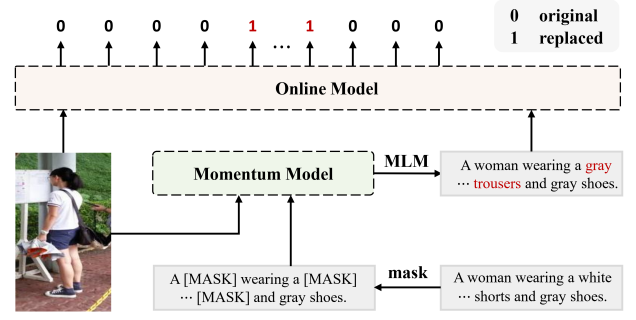 0 0 0 0 1 ... 1 0 0 0
0 original
1 replaced
Online Model
Momentum Model
MLM
A woman wearing a gray
... trousers and gray shoes.
A [MASK] wearing a [MASK]
... [MASK] and gray shoes.
mask
A woman wearing a white
... shorts and gray shoes.